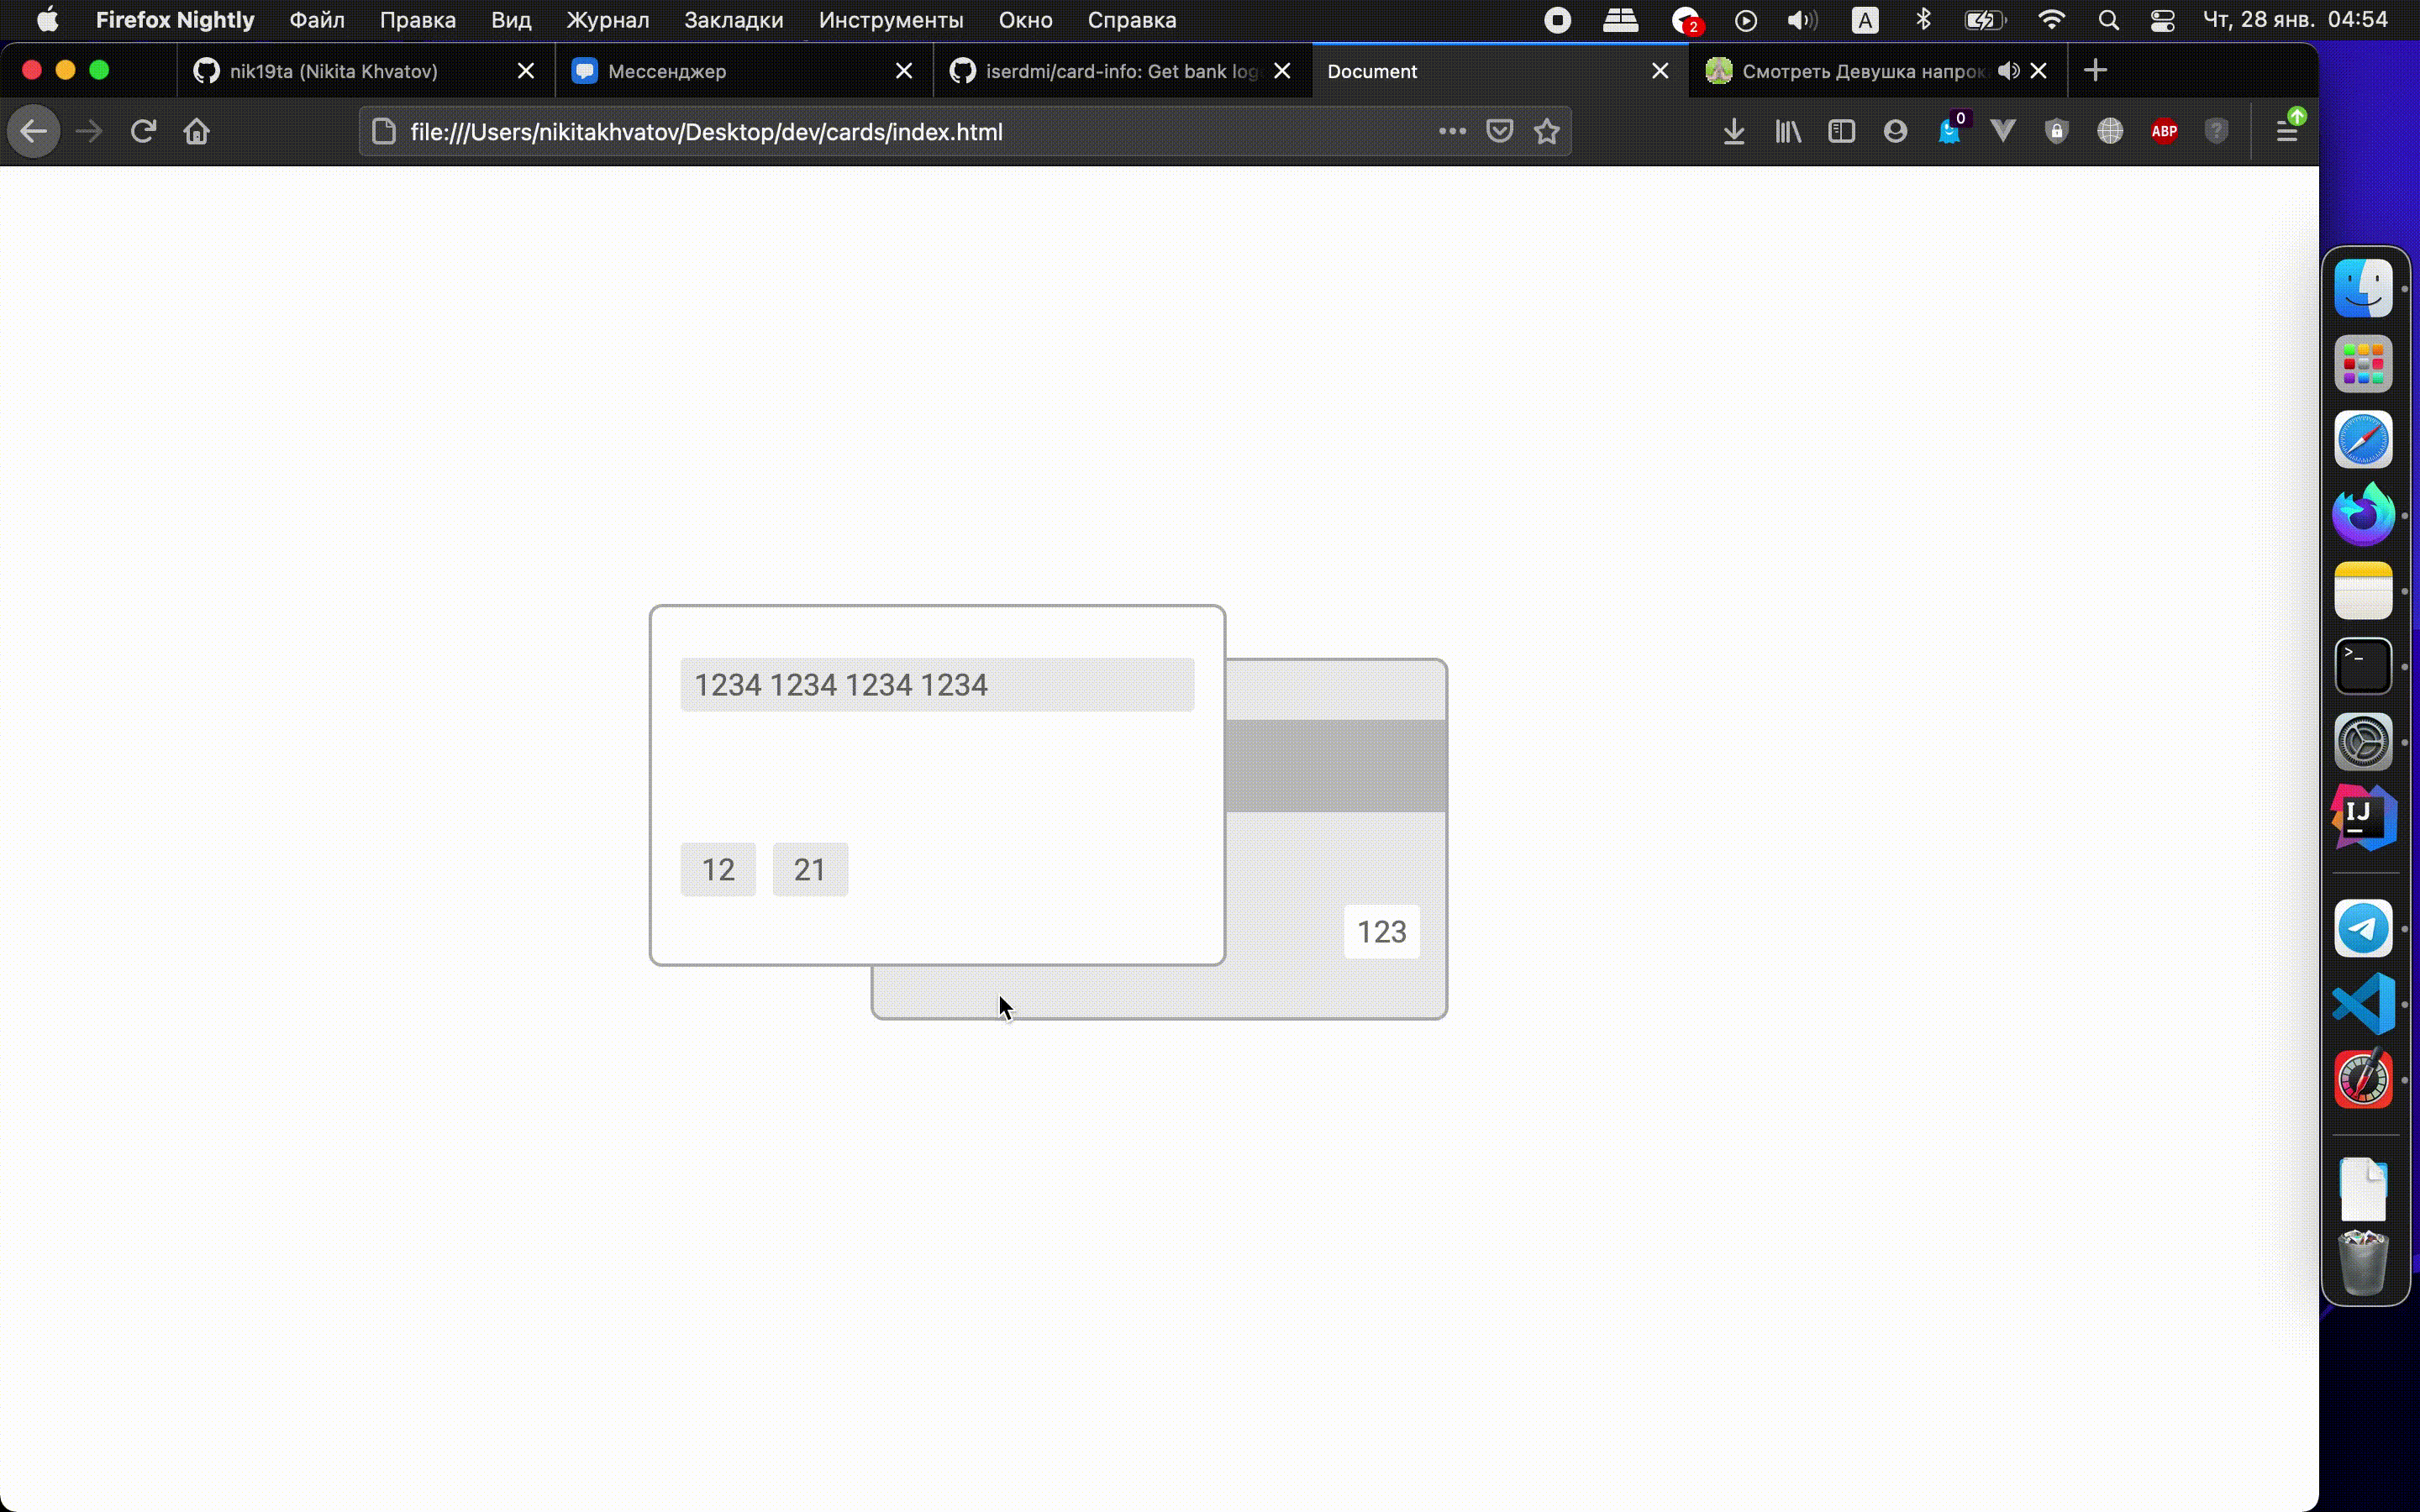 Firefox Nightly Файл Правка Вид Журнал Закладки Инструменты Окно Справка 2 A Чт, 28 янв. 04:54
nik19ta (Nikita Khvatov) Мессенджер iserdmi/card-info: Get bank log Document Смотреть Девушка напрок
file:///Users/nikitakhvatov/Desktop/dev/cards/index.html 0 ABP ?
1234 1234 1234 1234
12 21
123
>_
IJ